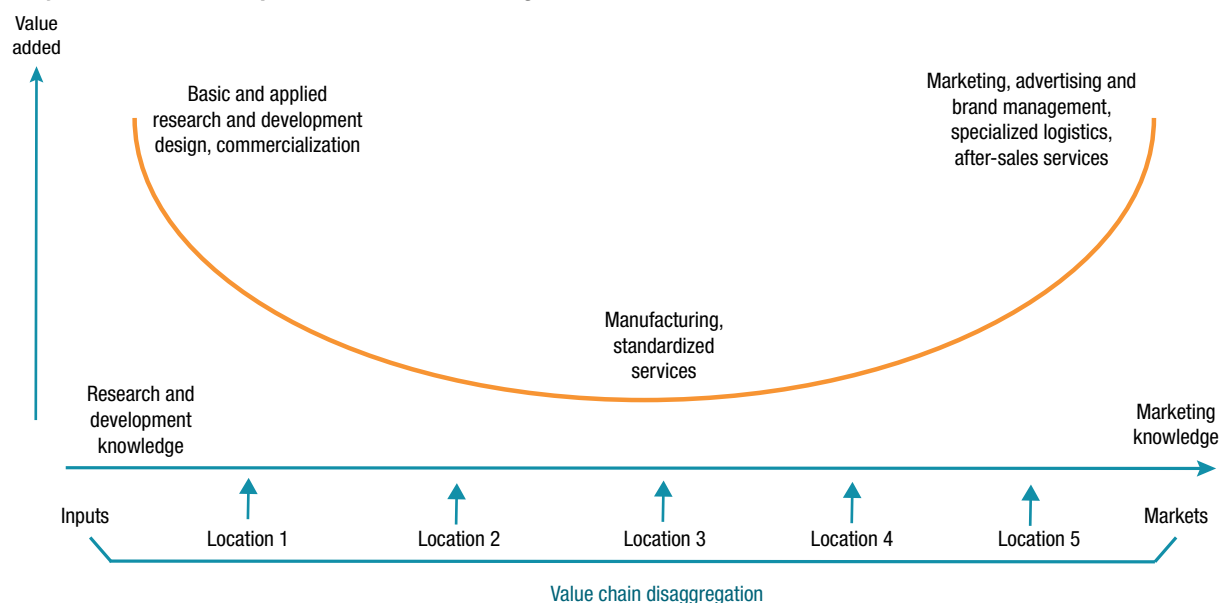 Value
added
Basic and applied
research and development
design, commercialization
Marketing, advertising and
brand management,
specialized logistics,
after-sales services
Manufacturing,
standardized
services
Research and
development
knowledge
Marketing
knowledge
Inputs
Location 1
Location 2
Location 3
Location 4
Location 5
Markets
Value chain disaggregation